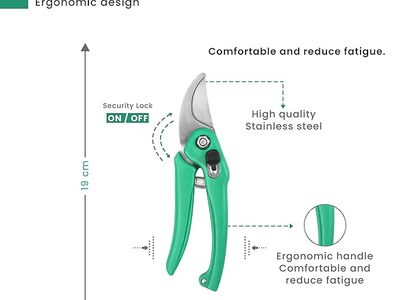 Ergonomic design
Comfortable and reduce fatigue.
Security Lock
ON / OFF
High quality
Stainless steel
19 cm
Ergonomic handle
Comfortable and
reduce fatigue